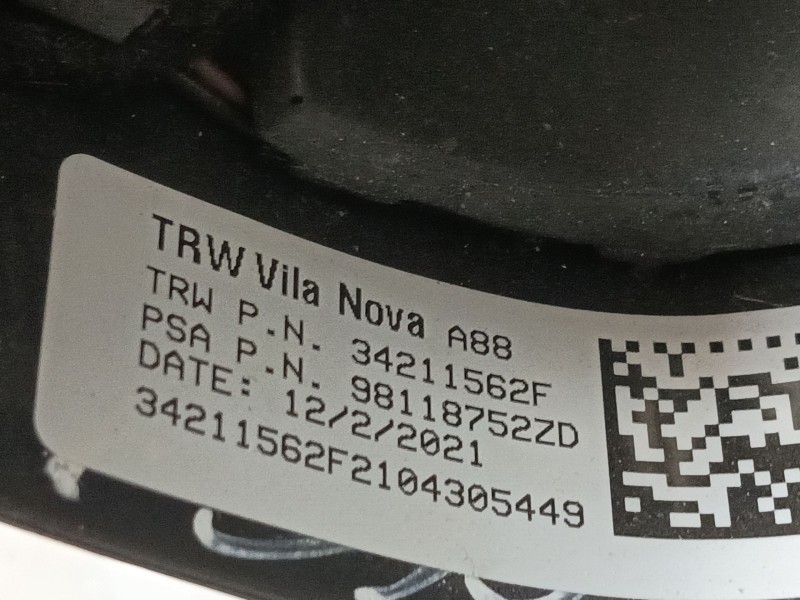 TRW Vila Nova A88
TRW P.N. 34211562F
PSA P.N. 98118752ZD
DATE: 12/2/2021
34211562F2104305449